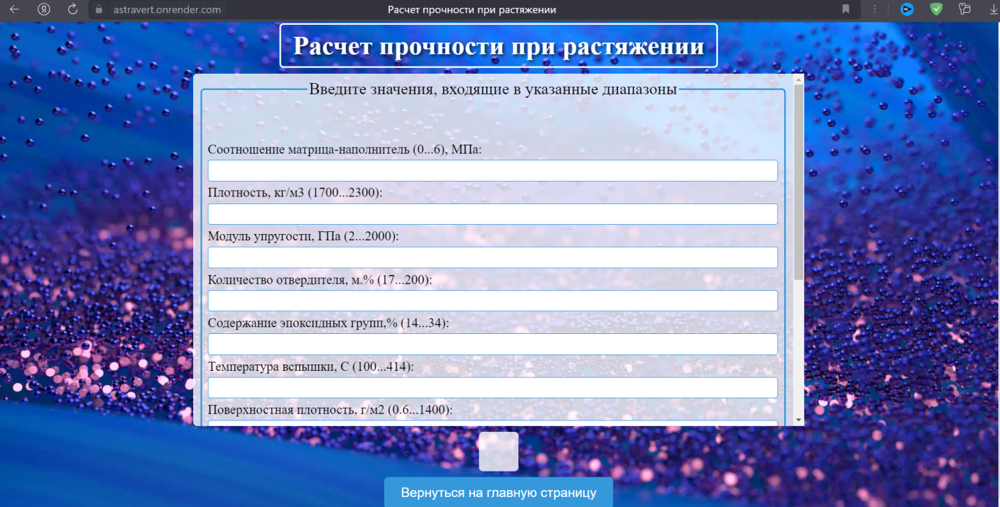 astravert.onrender.com
Расчет прочности при растяжении
Расчет прочности при растяжении
Введите значения, входящие в указанные диапазоны
Соотношение матрица-наполнитель (0...6), МПа:
Плотность, кг/м3 (1700...2300):
Модуль упругости, ГПа (2...2000):
Количество отвердителя, м.% (17...200):
Содержание эпоксидных групп,% (14...34):
Температура вспышки, С (100...414):
Поверхностная плотность, г/м2 (0.6...1400):
Вернуться на главную страницу